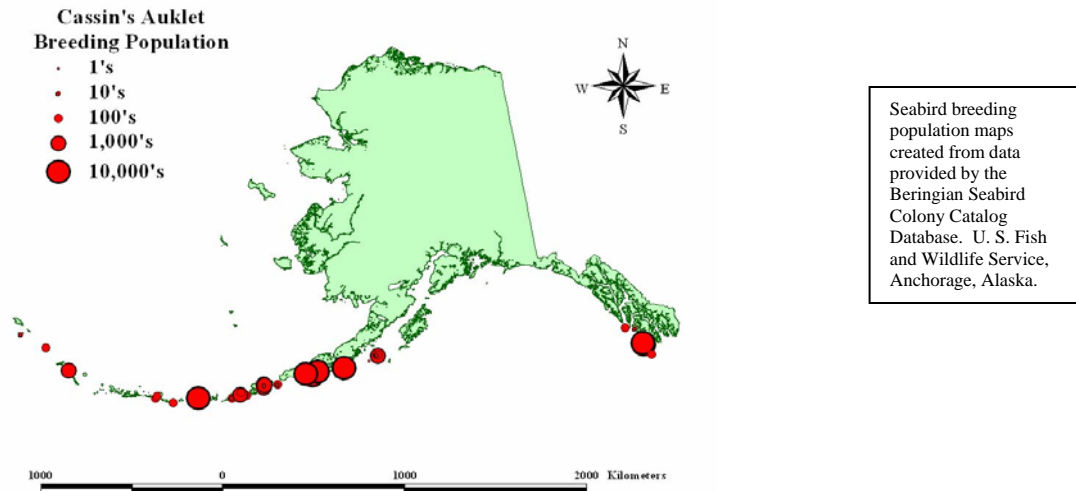 Cassin's Auklet
Breeding Population
1's
10's
100's
1,000's
10,000's
N
W E
S
Seabird breeding
population maps
created from data
provided by the
Beringian Seabird
Colony Catalog
Database. U. S. Fish
and Wildlife Service,
Anchorage, Alaska.
1000 0 1000 2000 Kilometers